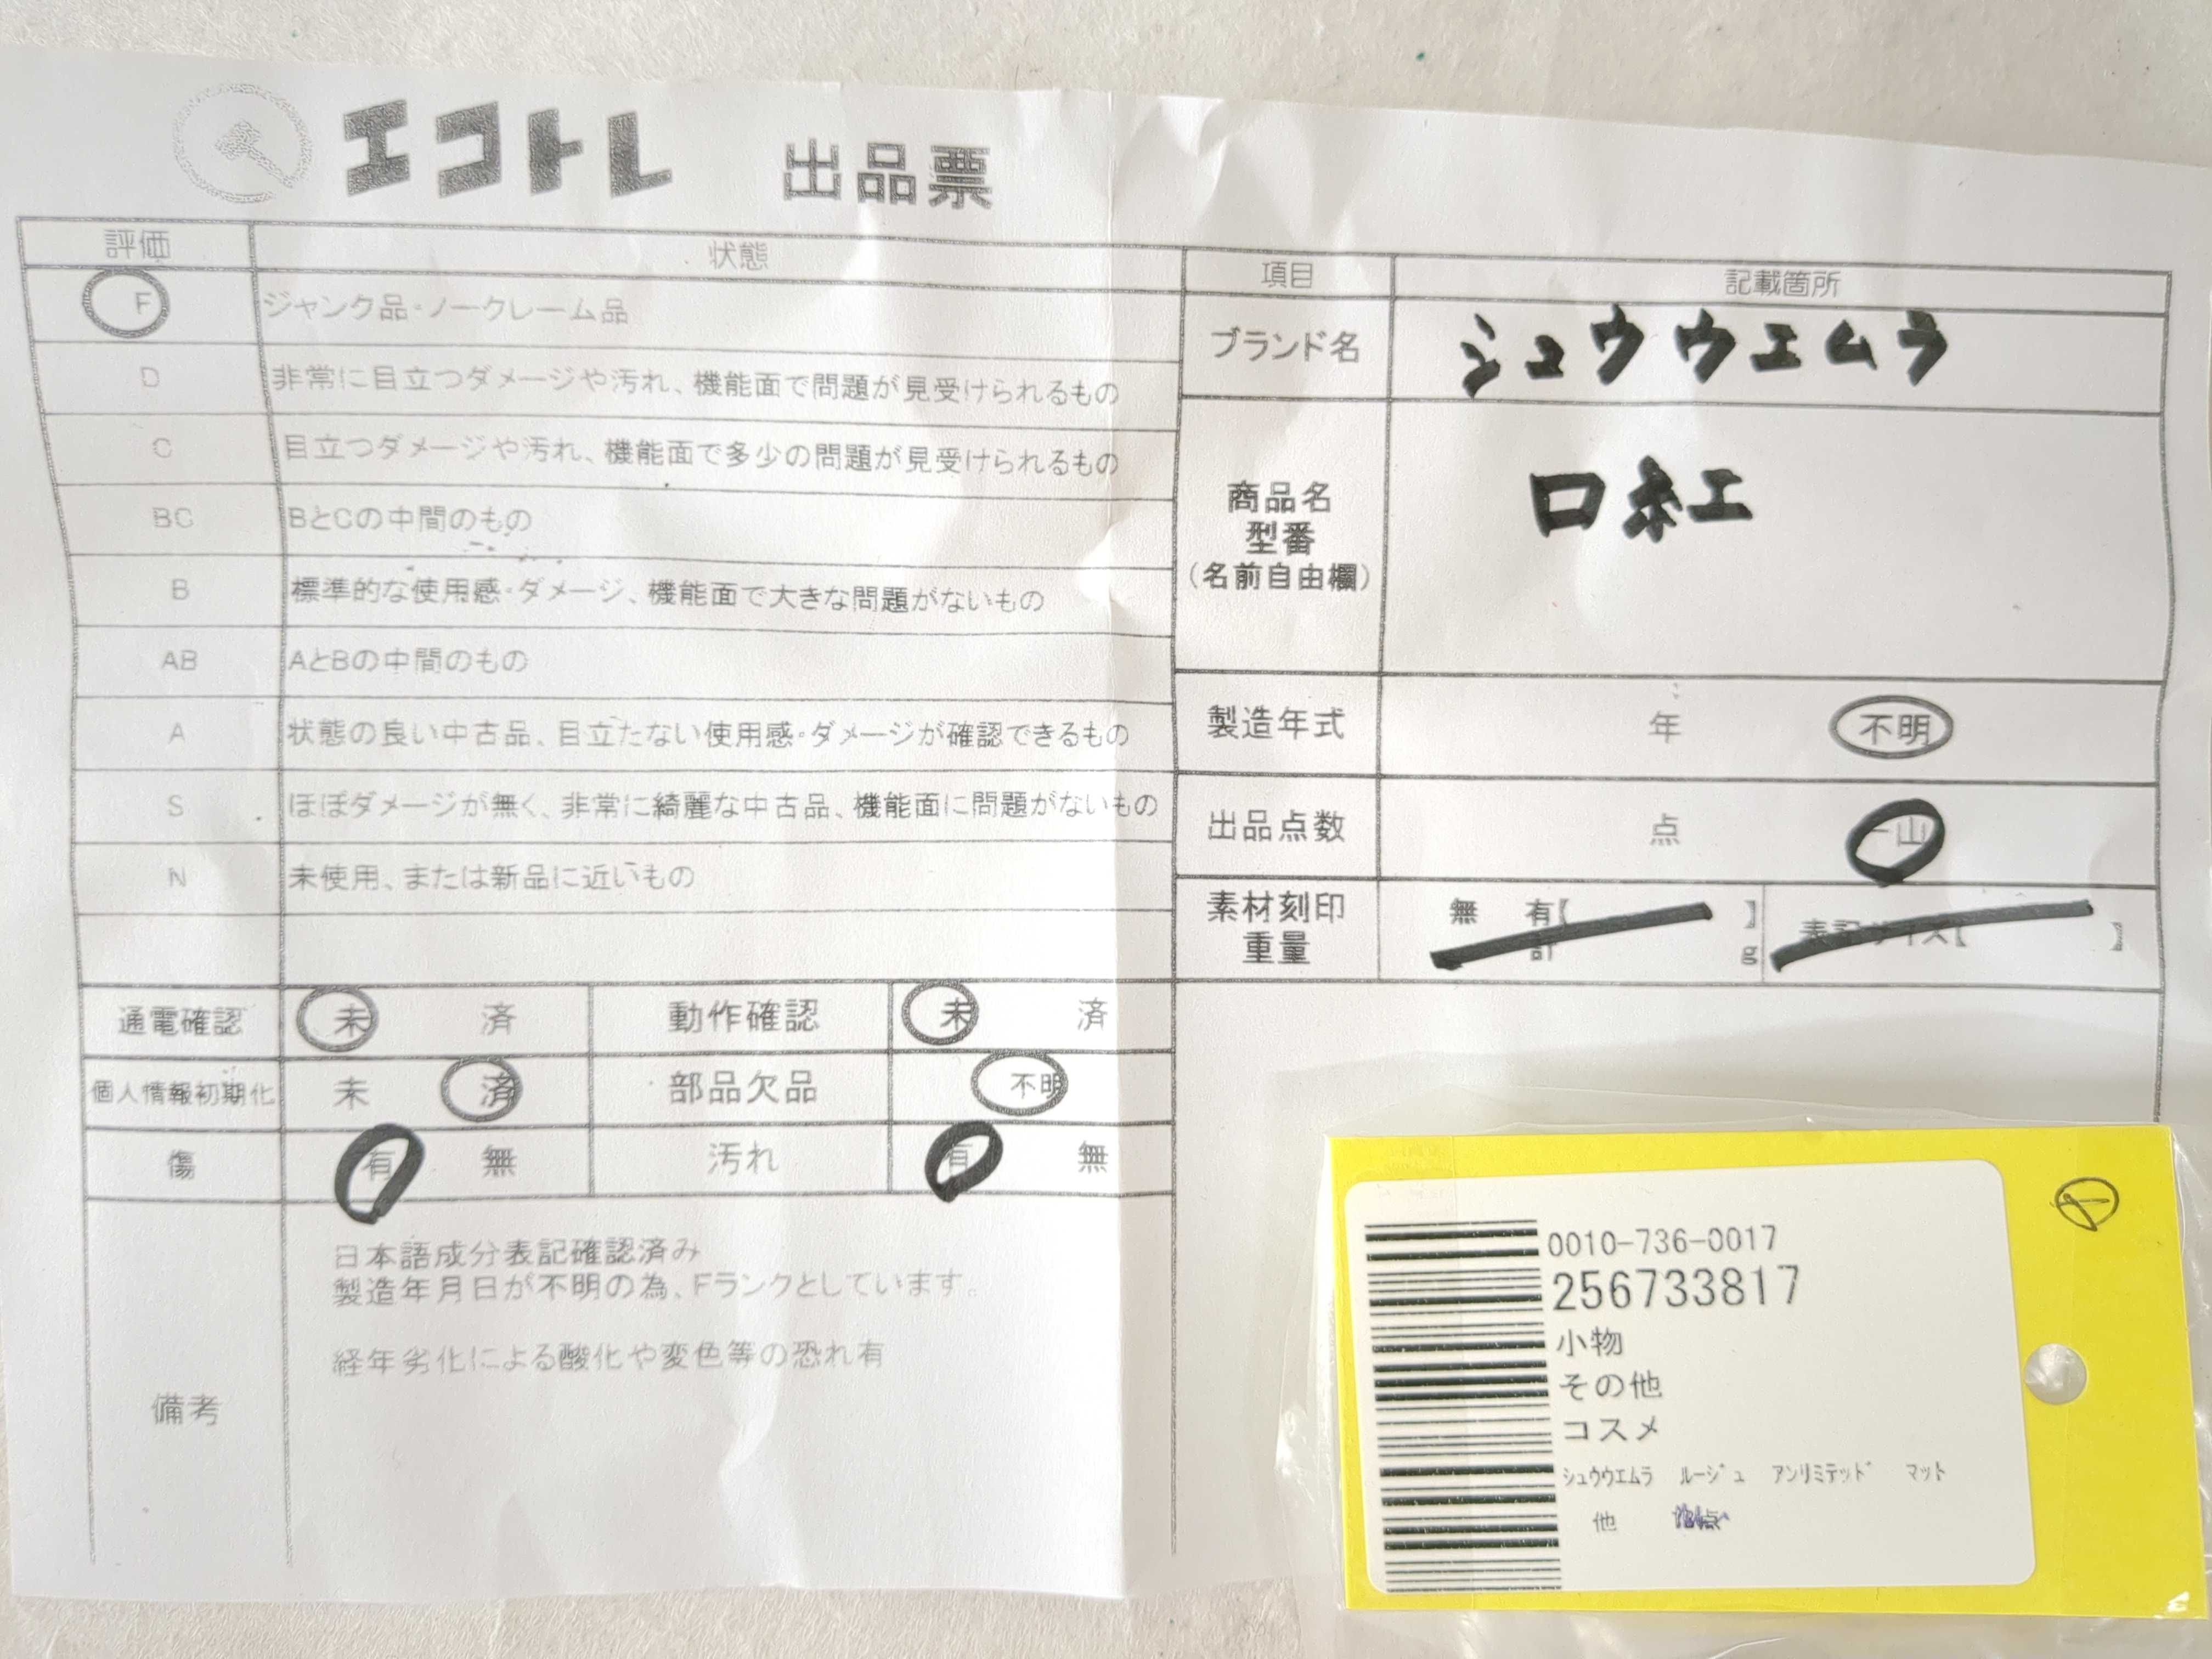 エコトレ 出品票
評価 状態
F ジャンク品・ノークレーム品
D 非常に目立つダメージや汚れ、機能面で問題が見受けられるもの
C 目立つダメージや汚れ、機能面で多少の問題が見受けられるもの
BC BとCの中間のもの
B 標準的な使用感・ダメージ、機能面で大きな問題がないもの
AB AとBの中間のもの
A 状態の良い中古品、目立たない使用感・ダメージが確認できるもの
S ほぼダメージが無く、非常に綺麗な中古品、機能面に問題がないもの
N 未使用、または新品に近いもの
通電確認 未 済 動作確認 未 済
個人情報初期化 未 済 部品欠品 不明
傷 有 無 汚れ 有 無
備考
日本語成分表記確認済み
製造年月日が不明の為、Fランクとしています。
経年劣化による酸化や変色等の恐れ有
項目 記載箇所
ブランド名 シュウウエムラ
商品名
型番
(名前自由欄)
口紅
製造年式 年 不明
出品点数 点 一山
素材刻印
重量
無 有【 】
計 g
表記サイズ【 】
0010-736-0017
256733817
小物
その他
コスメ
シュウウエムラ ルージュ アンリミテッド マット
他